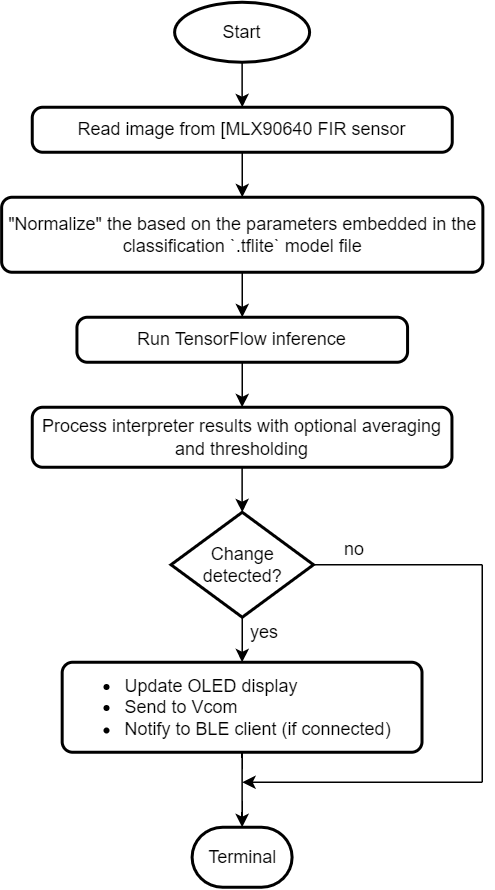 Start
Read image from [MLX90640 FIR sensor
"Normalize" the based on the parameters embedded in the
classification `.tflite` model file
Run TensorFlow inference
Process interpreter results with optional averaging
and thresholding
Change
detected?
no
yes
• Update OLED display
• Send to Vcom
• Notify to BLE client (if connected)
Terminal